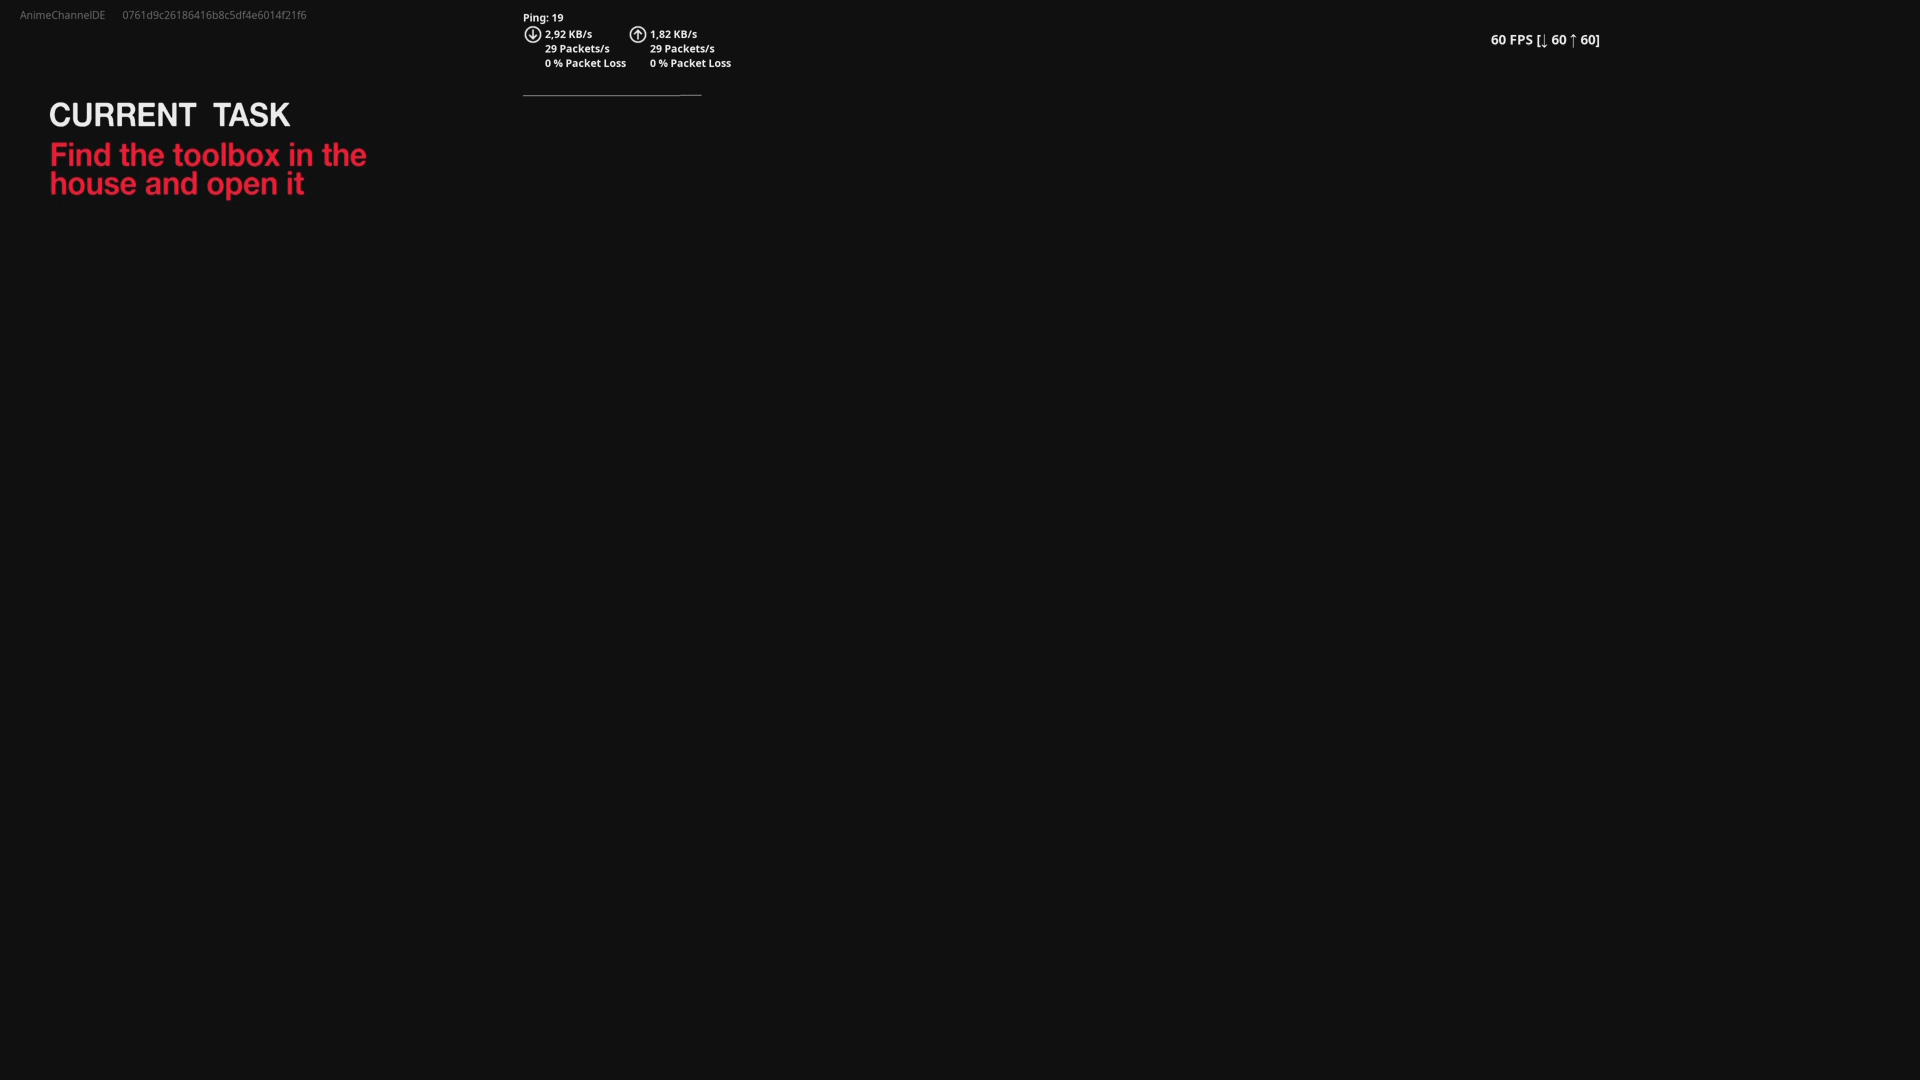 AnimeChannelDE 0761d9c26186416b8c5df4e6014f21f6
Ping: 19
2,92 KB/s 1,82 KB/s
29 Packets/s 29 Packets/s
0 % Packet Loss 0 % Packet Loss
60 FPS [↓ 60 ↑ 60]
CURRENT TASK
Find the toolbox in the
house and open it